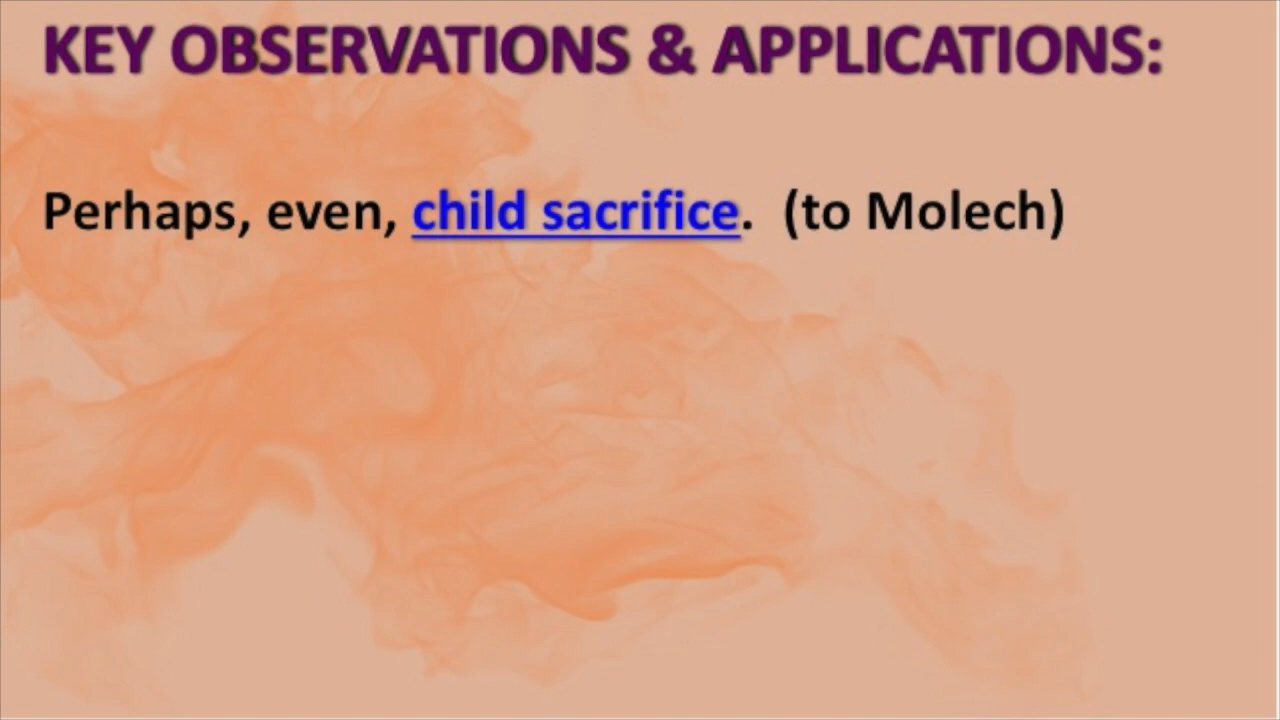 KEY OBSERVATIONS & APPLICATIONS:
Perhaps, even, child sacrifice.  (to Molech)